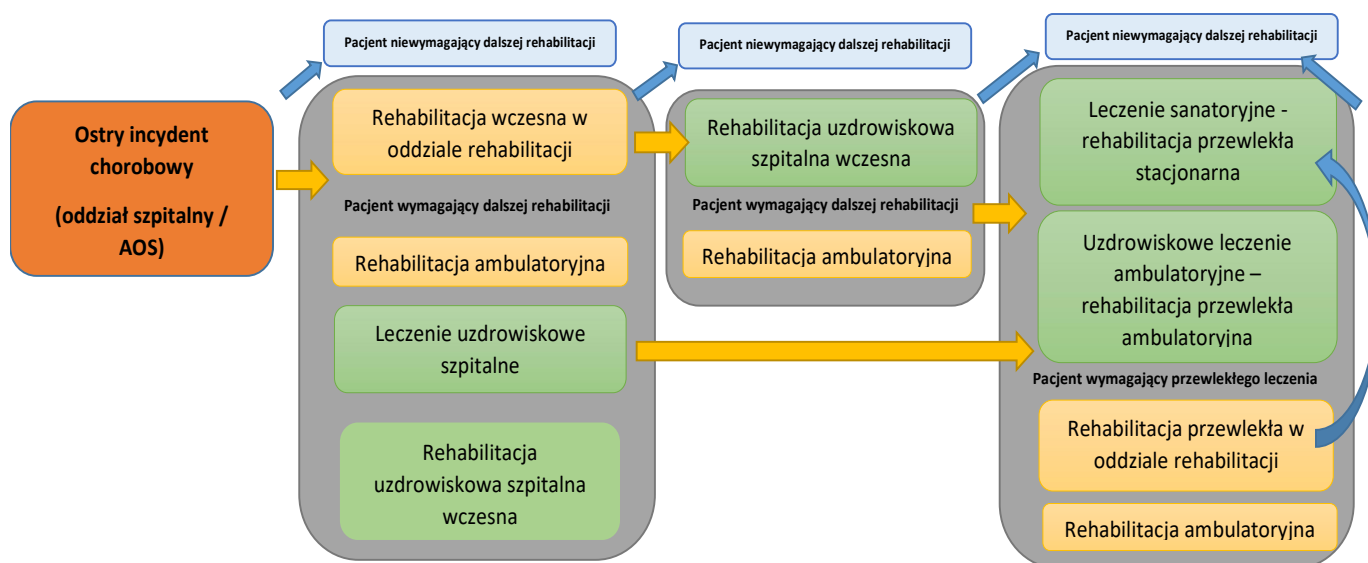 Ostry incydent
chorobowy
(oddział szpitalny /
AOS)
Pacjent niewymagający dalszej rehabilitacji
Rehabilitacja wczesna w
oddziale rehabilitacji
Pacjent wymagający dalszej rehabilitacji
Rehabilitacja ambulatoryjna
Leczenie uzdrowiskowe
szpitalne
Rehabilitacja
uzdrowiskowa szpitalna
wczesna
Pacjent niewymagający dalszej rehabilitacji
Rehabilitacja uzdrowiskowa
szpitalna wczesna
Pacjent wymagający dalszej rehabilitacji
Rehabilitacja ambulatoryjna
Pacjent niewymagający dalszej rehabilitacji
Leczenie sanatoryjne -
rehabilitacja przewlekła
stacjonarna
Uzdrowiskowe leczenie
ambulatoryjne –
rehabilitacja przewlekła
ambulatoryjna
Pacjent wymagający przewlekłego leczenia
Rehabilitacja przewlekła w
oddziale rehabilitacji
Rehabilitacja ambulatoryjna